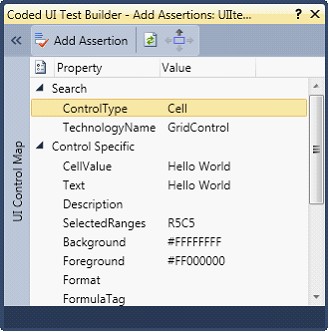 Coded UI Test Builder - Add Assertions: UIIte...
Add Assertion
Property Value
Search
ControlType Cell
TechnologyName GridControl
Control Specific
CellValue Hello World
Text Hello World
Description
SelectedRanges R5C5
Background #FFFFFFFF
Foreground #FF000000
Format
FormulaTag
UI Control Map